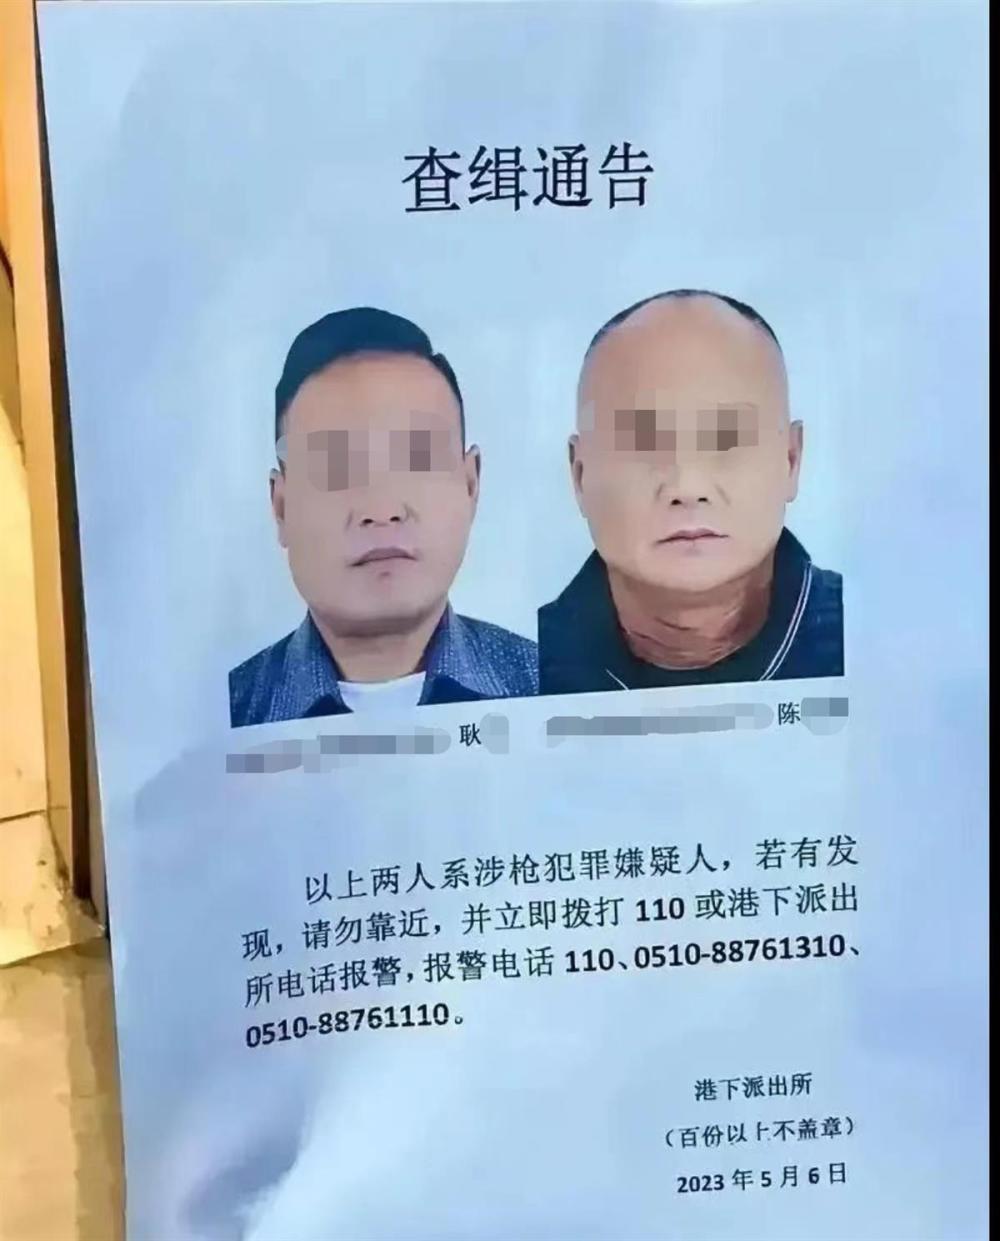 查缉通告
耿
陈
以上两人系涉枪犯罪嫌疑人，若有发
现，请勿靠近，并立即拨打 110 或港下派出
所电话报警，报警电话 110、0510-88761310、
0510-88761110。
港下派出所
（百份以上不盖章）
2023 年 5 月 6 日